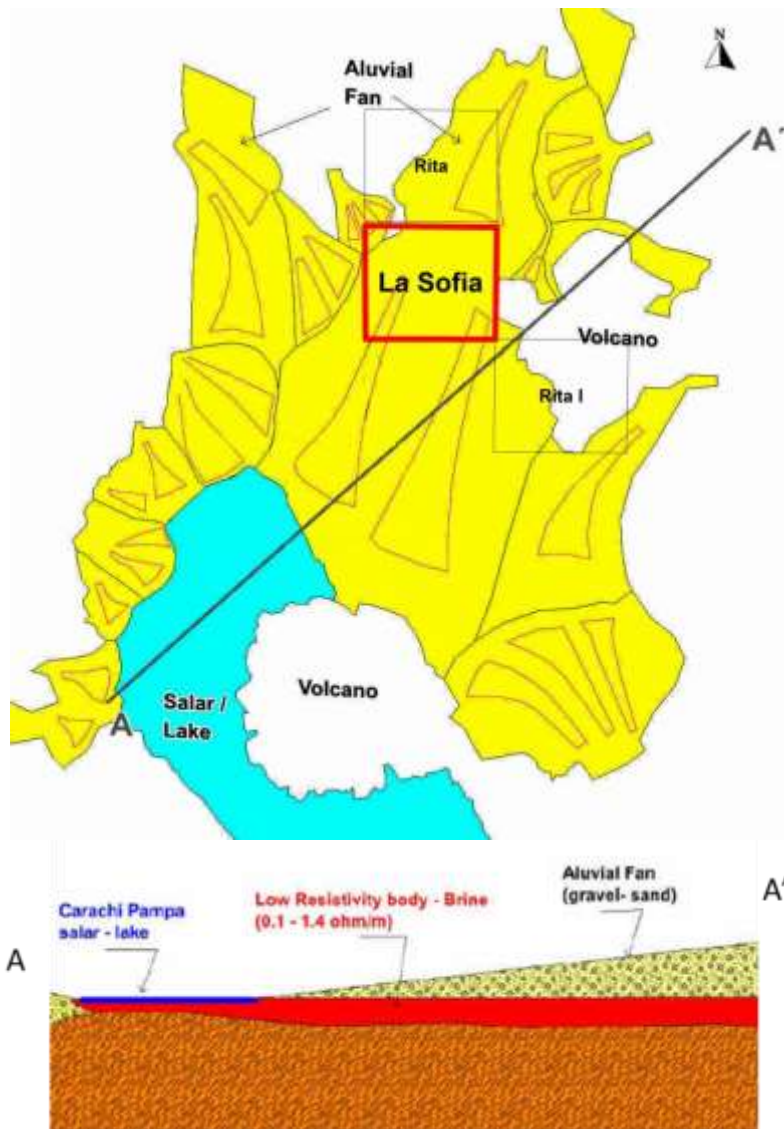 N
Aluvial
Fan
A'
Rita
La Sofia
Volcano
Rita I
Volcano
Salar /
Lake
A
Aluvial Fan
(gravel- sand)
A'
Carachi Pampa
salar - lake
Low Resistivity body - Brine
(0.1 - 1.4 ohm/m)
A